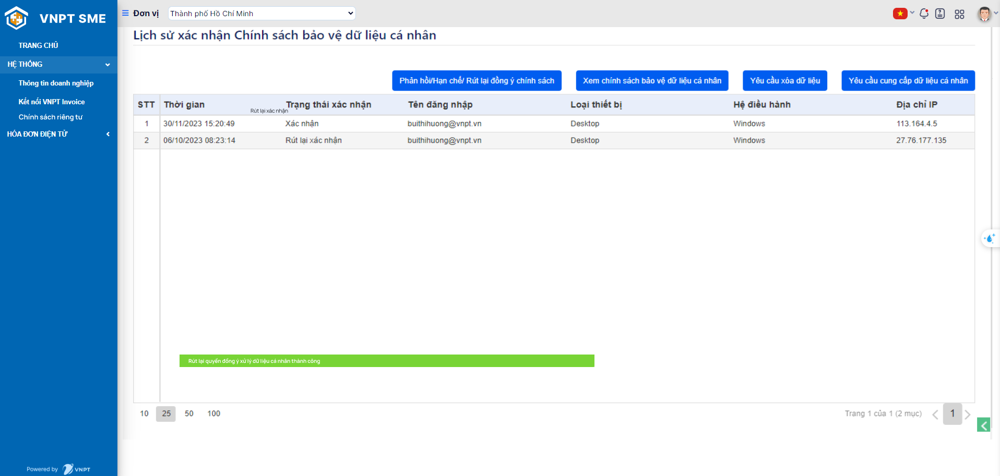 VNPT SME
Đơn vị Thành phố Hồ Chí Minh
TRANG CHỦ
HỆ THỐNG
Thông tin doanh nghiệp
Kết nối VNPT Invoice
Chính sách riêng tư
HÓA ĐƠN ĐIỆN TỬ
Powered by VNPT
Lịch sử xác nhận Chính sách bảo vệ dữ liệu cá nhân
Phản hồi/Hạn chế/ Rút lại đồng ý chính sách Xem chính sách bảo vệ dữ liệu cá nhân Yêu cầu xóa dữ liệu Yêu cầu cung cấp dữ liệu cá nhân
STT Thời gian Trạng thái xác nhận Tên đăng nhập Loại thiết bị Hệ điều hành Địa chỉ IP
Rút lại xác nhận
1 30/11/2023 15:20:49 Xác nhận buithihuong@vnpt.vn Desktop Windows 113.164.4.5
2 06/10/2023 08:23:14 Rút lại xác nhận buithihuong@vnpt.vn Desktop Windows 27.76.177.135
Rút lại quyền đồng ý xử lý dữ liệu cá nhân thành công
10 25 50 100 Trang 1 của 1 (2 mục) 1